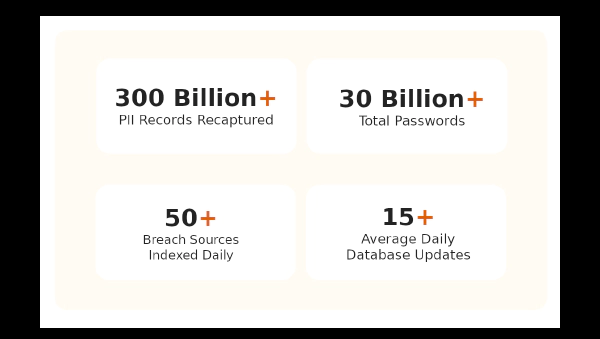 300 Billion+
PII Records Recaptured
30 Billion+
Total Passwords
50+
Breach Sources
Indexed Daily
15+
Average Daily
Database Updates